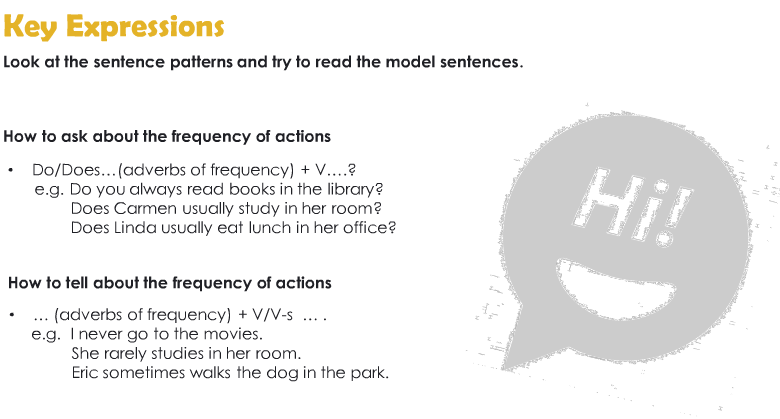 Key Expressions
Look at the sentence patterns and try to read the model sentences.
How to ask about the frequency of actions
• Do/Does…(adverbs of frequency) + V….?
e.g. Do you always read books in the library?
Does Carmen usually study in her room?
Does Linda usually eat lunch in her office?
How to tell about the frequency of actions
• … (adverbs of frequency) + V/V-s … .
e.g. I never go to the movies.
She rarely studies in her room.
Eric sometimes walks the dog in the park.
Hi!